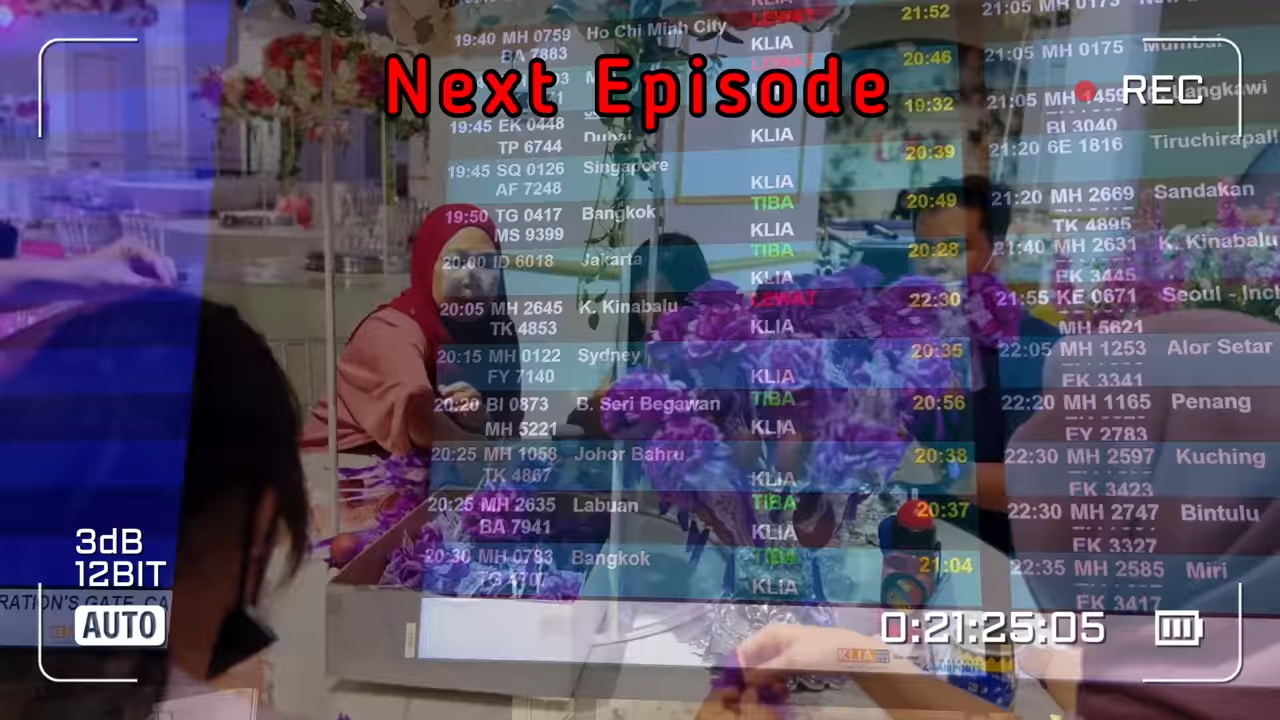 KLIA LEWAT 21:52 21:05 MH 0173
19:40 MH 0759 Ho Chi Minh City
BA 7883 KLIA
LEWAT 20:46 21:05 MH 0175 Mumbai
Next Episode
REC
19:32 21:05 MH 1459 Langkawi
BI 3040
19:45 EK 0448 Dubai KLIA
TP 6744 20:39 21:20 6E 1816
19:45 SQ 0126 Singapore
AF 7248 KLIA
TIBA 20:49 21:20 MH 2669 Sandakan
19:50 TG 0417 Bangkok
MS 9399 KLIA TK 4895
TIBA 20:28 21:40 MH 2631 K. Kinabalu
20:00 ID 6018 Jakarta
KLIA EK 3445
LEWAT 22:30 21:55 KE 0671
20:05 MH 2645 K. Kinabalu
TK 4853 KLIA MH 5621
20:15 MH 0122 Sydney 20:35 22:05 MH 1253 Alor Setar
FY 7140 KLIA EK 3341
20:20 BI 0873 B. Seri Begawan TIBA 20:56 22:20 MH 1165 Penang
MH 5221 KLIA EY 2783
20:25 MH 1058 Johor Bahru 20:38 22:30 MH 2597 Kuching
TK 4867 KLIA EK 3423
20:25 MH 2635 Labuan TIBA 20:37 22:30 MH 2747 Bintulu
BA 7941 KLIA EK 3327
20:30 MH 0783 Bangkok TIBA 21:04 22:35 MH 2585 Miri
KLIA EK 3417
3dB
12BIT
AUTO
0:21:25:05
KLIA